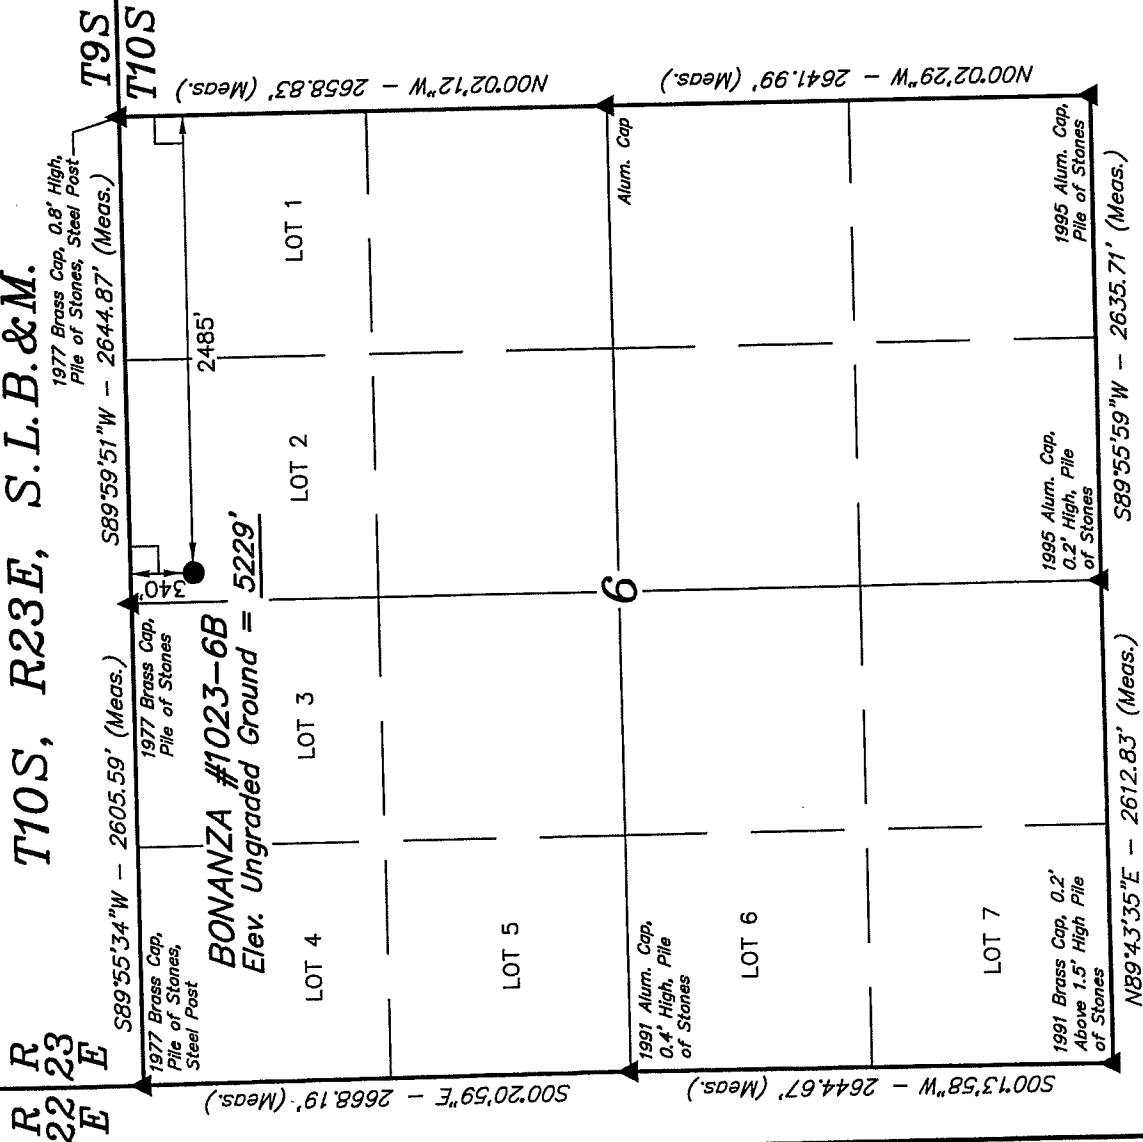 T10S, R23E, S.L.B.&M.
R R
22 23
E E
T9S
T10S
S89°55'34"W - 2605.59' (Meas.)
S89°59'51"W - 2644.87' (Meas.)
1977 Brass Cap,
Pile of Stones,
Steel Post
1977 Brass Cap,
Pile of Stones
1977 Brass Cap, 0.8' High,
Pile of Stones, Steel Post
340'
2485'
BONANZA #1023-6B
Elev. Ungraded Ground = 5229'
LOT 4
LOT 3
LOT 2
LOT 1
LOT 5
S00°20'59"E - 2668.19' (Meas.)
N00°02'12"W - 2658.83' (Meas.)
1991 Alum. Cap,
0.4' High, Pile
of Stones
6
Alum. Cap
LOT 6
LOT 7
S00°13'58"W - 2644.67' (Meas.)
N00°02'29"W - 2641.99' (Meas.)
1991 Brass Cap, 0.2'
Above 1.5' High Pile
of Stones
1995 Alum. Cap,
0.2' High, Pile
of Stones
1995 Alum. Cap,
Pile of Stones
N89°43'35"E - 2612.83' (Meas.)
S89°55'59"W - 2635.71' (Meas.)